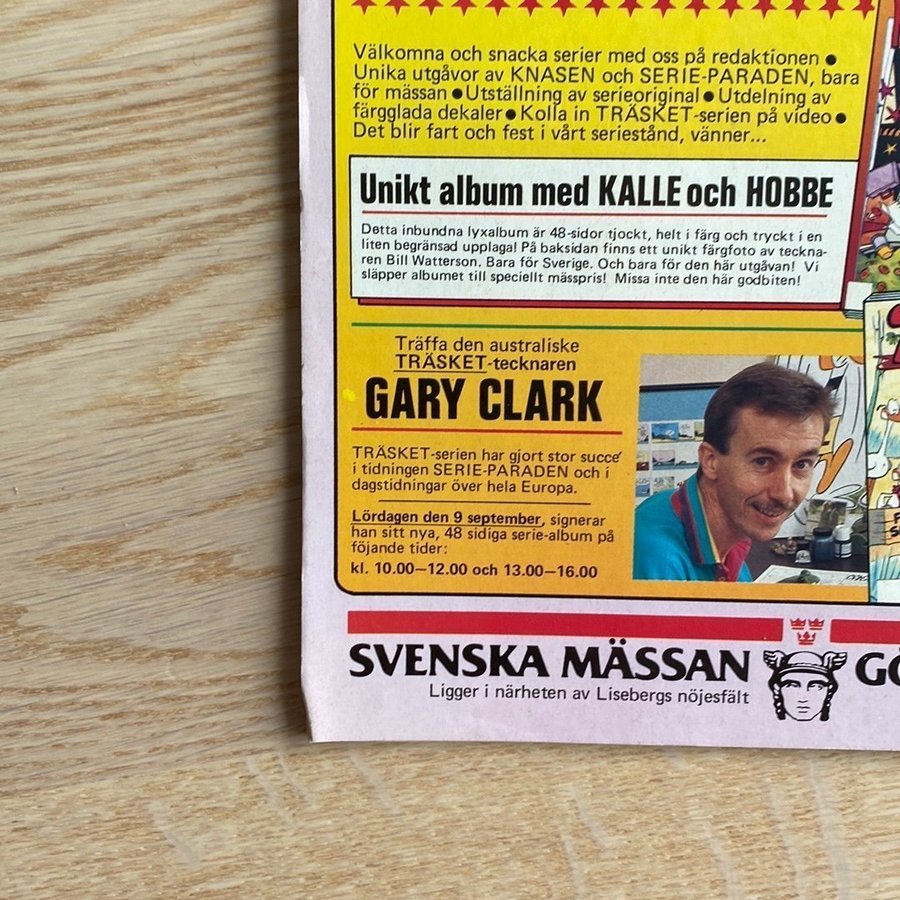 Välkomna och snacka serier med oss på redaktionen ●
Unika utgåvor av KNASEN och SERIE-PARADEN, bara
för mässan ● Utställning av serieoriginal ● Utdelning av
färgglada dekaler ● Kolla in TRÄSKET-serien på video ●
Det blir fart och fest i vårt seriestånd, vänner...
Unikt album med KALLE och HOBBE
Detta inbundna lyxalbum är 48-sidor tjockt, helt i färg och tryckt i en
liten begränsad upplaga! På baksidan finns ett unikt färgfoto av teckna-
ren Bill Watterson. Bara för Sverige. Och bara för den här utgåvan! Vi
släpper albumet till speciellt mässpris! Missa inte den här godbiten!
Träffa den australiske
TRÄSKET-tecknaren
GARY CLARK
TRÄSKET-serien har gjort stor succe´
i tidningen SERIE-PARADEN och i
dagstidningar över hela Europa.
Lördagen den 9 september, signerar
han sitt nya, 48 sidiga serie-album på
föjande tider:
kl. 10.00—12.00 och 13.00—16.00
SVENSKA MÄSSAN GÖ
Ligger i närheten av Lisebergs nöjesfält